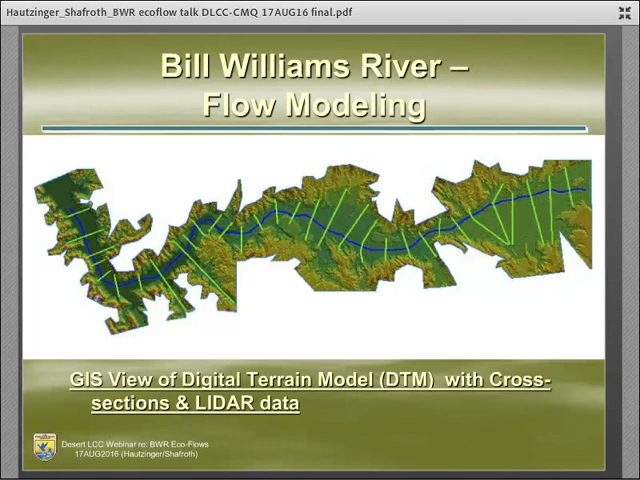 Hautzinger_Shafroth_BWR ecoflow talk DLCC-CMQ 17AUG16 final.pdf
Bill Williams River –
Flow Modeling
GIS View of Digital Terrain Model (DTM) with Cross-
sections & LIDAR data
Desert LCC Webinar re: BWR Eco-Flows
17AUG2016 (Hautzinger/Shafroth)